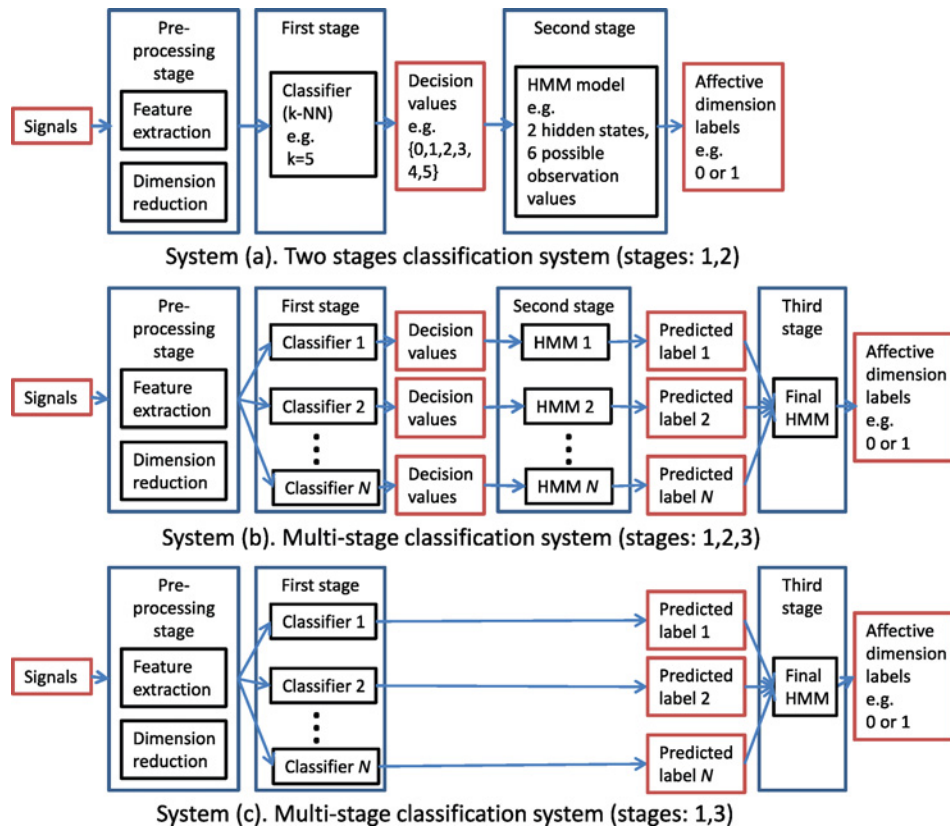 Signals
Pre-
processing
stage
Feature
extraction
Dimension
reduction
First stage
Classifier
(k-NN)
e.g.
k=5
Decision
values
e.g.
{0,1,2,3,
4,5}
Second stage
HMM model
e.g.
2 hidden states,
6 possible
observation
values
Affective
dimension
labels
e.g.
0 or 1
System (a). Two stages classification system (stages: 1,2)
Signals
Pre-
processing
stage
Feature
extraction
Dimension
reduction
First stage
Classifier 1
Classifier 2
Classifier N
Decision
values
Decision
values
Decision
values
Second stage
HMM 1
HMM 2
HMM N
Predicted
label 1
Predicted
label 2
Predicted
label N
Third
stage
Final
HMM
Affective
dimension
labels
e.g.
0 or 1
System (b). Multi-stage classification system (stages: 1,2,3)
Signals
Pre-
processing
stage
Feature
extraction
Dimension
reduction
First stage
Classifier 1
Classifier 2
Classifier N
Predicted
label 1
Predicted
label 2
Predicted
label N
Third
stage
Final
HMM
Affective
dimension
labels
e.g.
0 or 1
System (c). Multi-stage classification system (stages: 1,3)